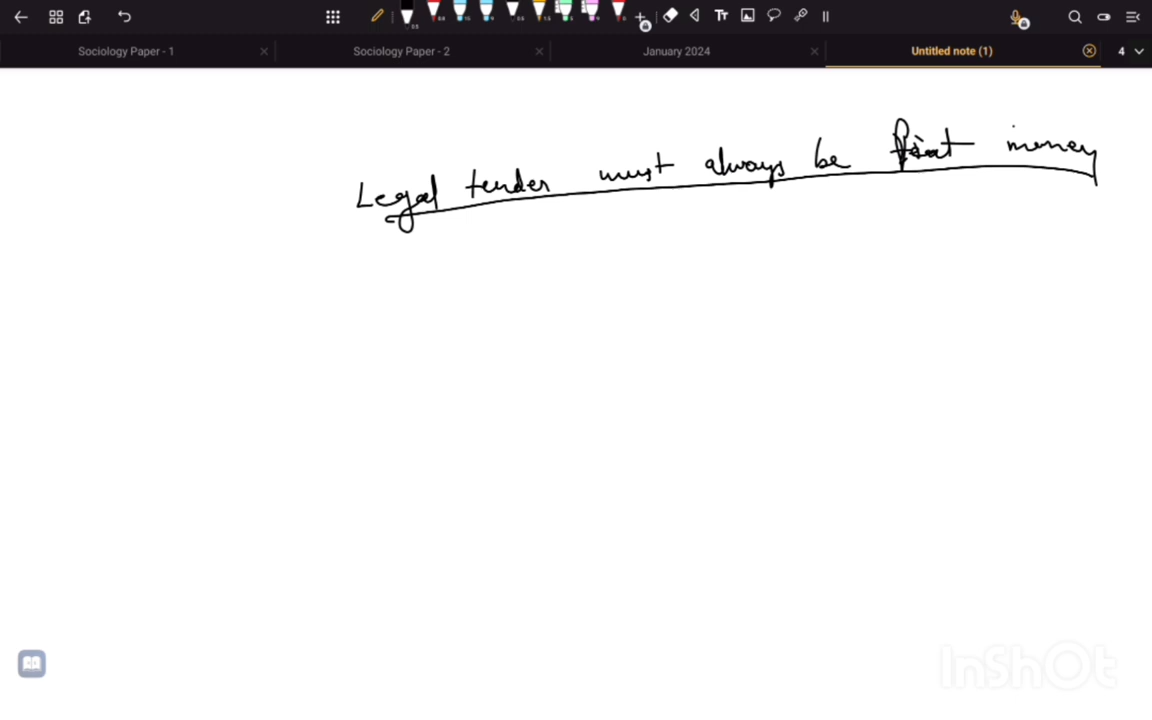 Sociology Paper - 1
Sociology Paper - 2
January 2024
Untitled note (1)
4
Legal tender must always be fiat money
InShOt